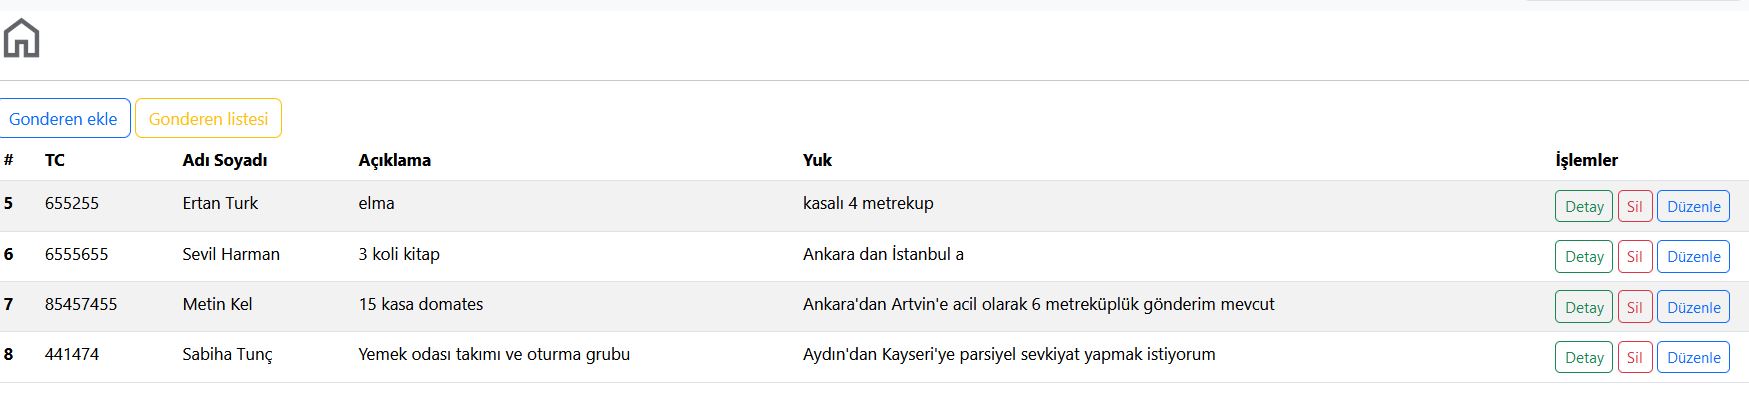 Gonderen ekle Gonderen listesi
# TC Adı Soyadı Açıklama Yuk İşlemler
5 655255 Ertan Turk elma kasalı 4 metrekup Detay Sil Düzenle
6 6555655 Sevil Harman 3 koli kitap Ankara dan İstanbul a Detay Sil Düzenle
7 85457455 Metin Kel 15 kasa domates Ankara'dan Artvin'e acil olarak 6 metreküplük gönderim mevcut Detay Sil Düzenle
8 441474 Sabiha Tunç Yemek odası takımı ve oturma grubu Aydın'dan Kayseri'ye parsiyel sevkiyat yapmak istiyorum Detay Sil Düzenle